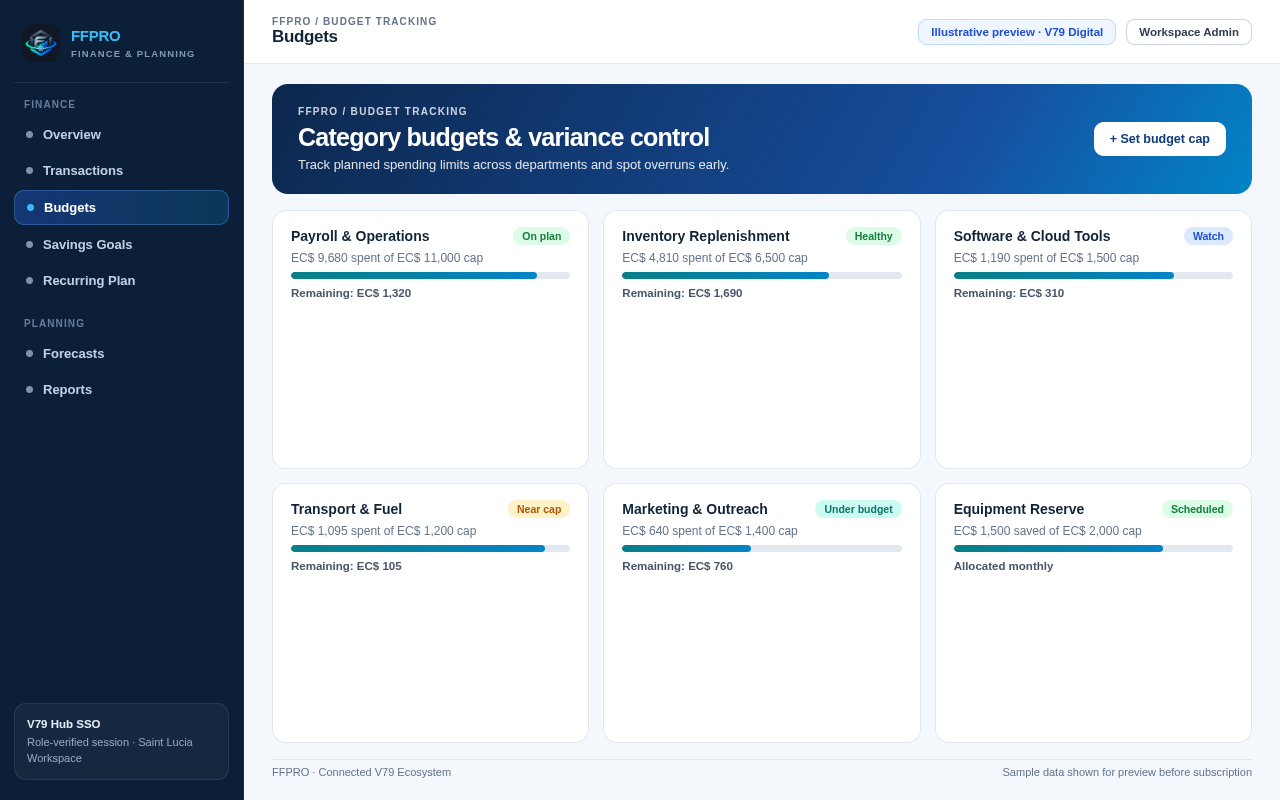 FFPRO
FINANCE & PLANNING
FINANCE
Overview
Transactions
Budgets
Savings Goals
Recurring Plan
PLANNING
Forecasts
Reports
V79 Hub SSO
Role-verified session · Saint Lucia
Workspace
FFPRO / BUDGET TRACKING
Budgets
Illustrative preview · V79 Digital
Workspace Admin
FFPRO / BUDGET TRACKING
Category budgets & variance control
Track planned spending limits across departments and spot overruns early.
+ Set budget cap
Payroll & Operations
On plan
EC$ 9,680 spent of EC$ 11,000 cap
Remaining: EC$ 1,320
Inventory Replenishment
Healthy
EC$ 4,810 spent of EC$ 6,500 cap
Remaining: EC$ 1,690
Software & Cloud Tools
Watch
EC$ 1,190 spent of EC$ 1,500 cap
Remaining: EC$ 310
Transport & Fuel
Near cap
EC$ 1,095 spent of EC$ 1,200 cap
Remaining: EC$ 105
Marketing & Outreach
Under budget
EC$ 640 spent of EC$ 1,400 cap
Remaining: EC$ 760
Equipment Reserve
Scheduled
EC$ 1,500 saved of EC$ 2,000 cap
Allocated monthly
FFPRO · Connected V79 Ecosystem
Sample data shown for preview before subscription